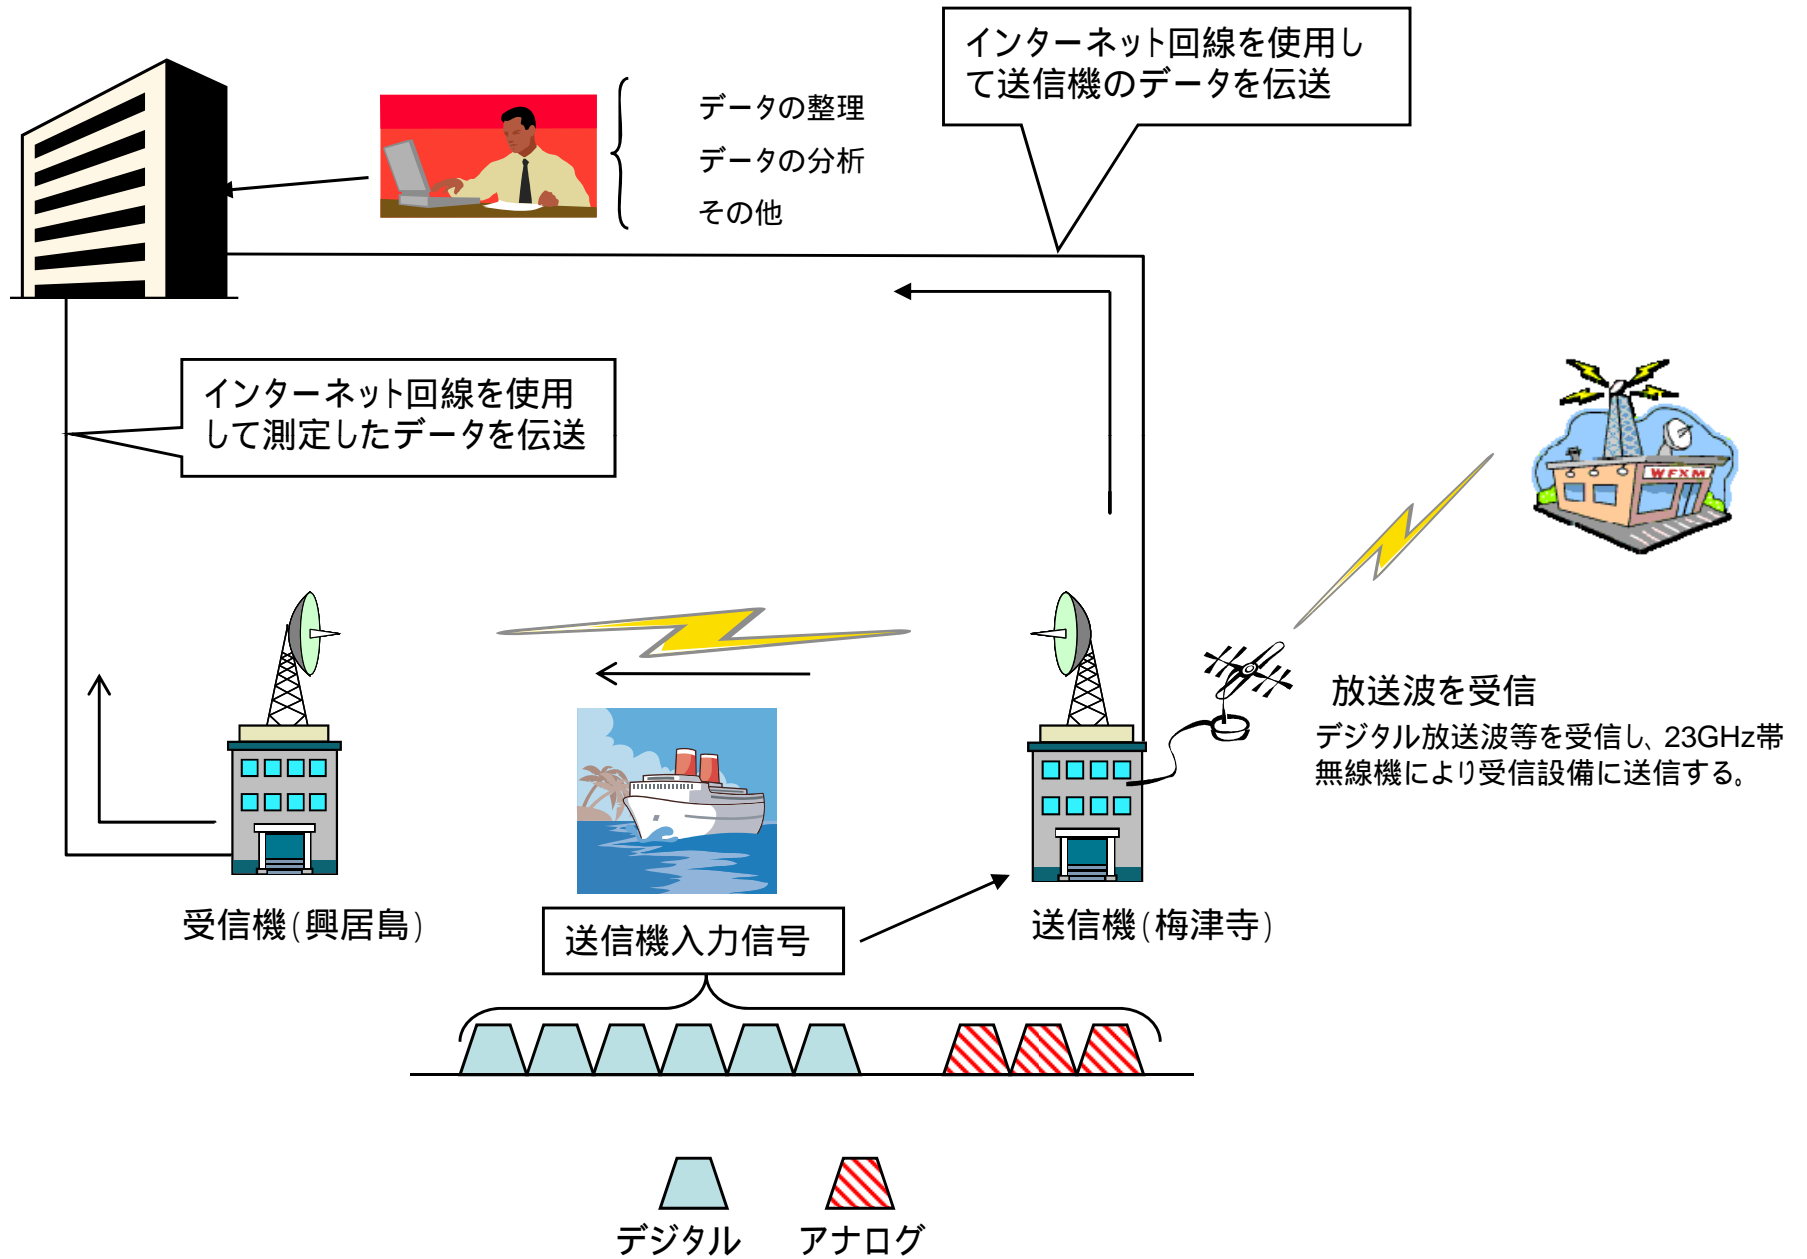 インターネット回線を使用し
て送信機のデータを伝送
データの整理
データの分析
その他
インターネット回線を使用
して測定したデータを伝送
WFXM
放送波を受信
デジタル放送波等を受信し、23GHz帯
無線機により受信設備に送信する。
受信機(興居島)
送信機入力信号
送信機(梅津寺)
デジタル
アナログ